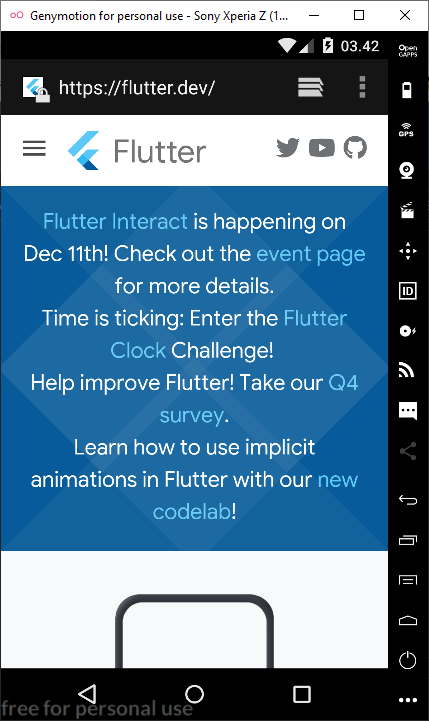 Genymotion for personal use - Sony Xperia Z (1...
03.42
Open
GAPPS
https://flutter.dev/
GPS
Flutter
Flutter Interact is happening on
Dec 11th! Check out the event page
for more details.
Time is ticking: Enter the Flutter
Clock Challenge!
Help improve Flutter! Take our Q4
survey.
Learn how to use implicit
animations in Flutter with our new
codelab!
ID
free for personal use